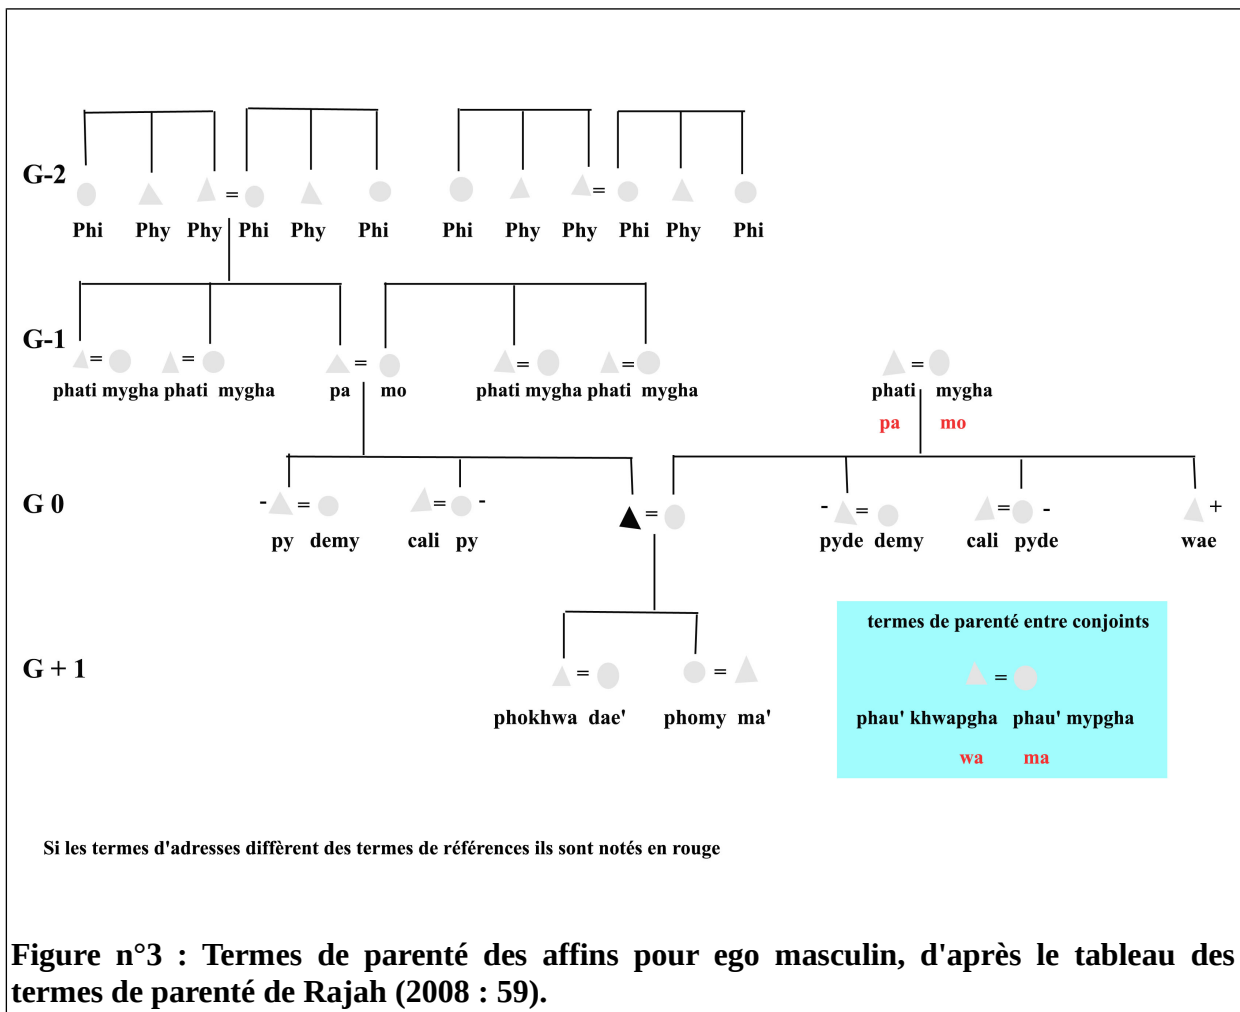 G-2
Phi Phy Phy Phi Phy Phi Phi Phy Phy Phi Phy Phi
G-1
phati mygha phati mygha pa mo phati mygha phati mygha phati mygha
pa mo
G 0
- = = - = - = = - +
py demy cali py pyde demy cali pyde wae
termes de parenté entre conjoints
G + 1
= = =
phokhwa dae' phomy ma' phau' khwapgha phau' mypgha
wa ma
Si les termes d'adresses diffèrent des termes de références ils sont notés en rouge
Figure n°3 : Termes de parenté des affins pour ego masculin, d'après le tableau des
termes de parenté de Rajah (2008 : 59).